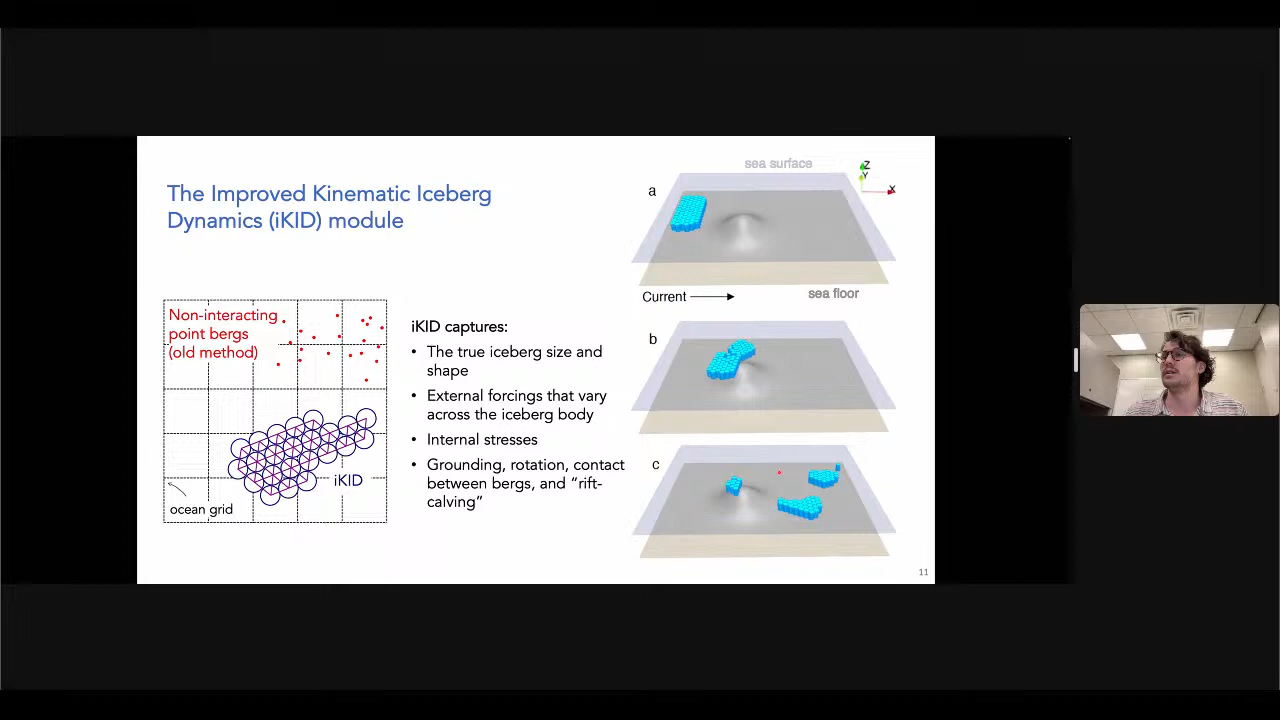 The Improved Kinematic Iceberg
Dynamics (iKID) module
Non-interacting
point bergs
(old method)
iKID
ocean grid
iKID captures:
• The true iceberg size and
shape
• External forcings that vary
across the iceberg body
• Internal stresses
• Grounding, rotation, contact
between bergs, and “rift-
calving”
sea surface
Z
Y
X
a
Current
sea floor
b
c
11